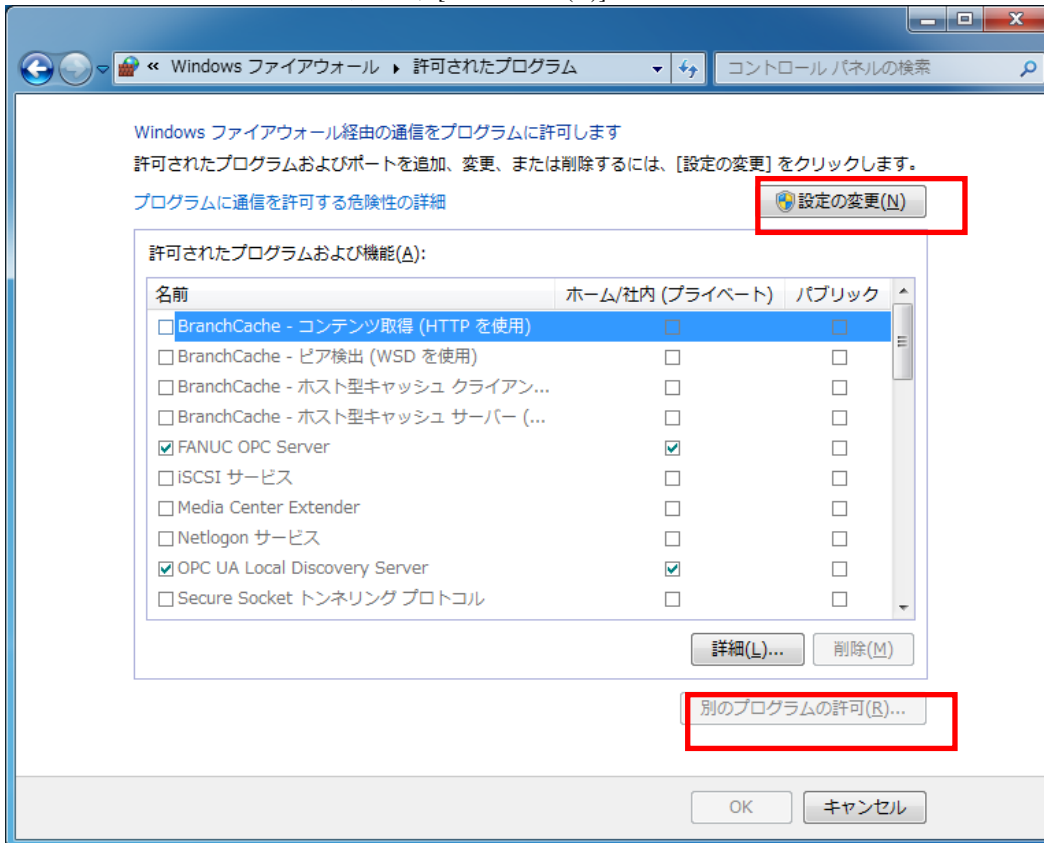 « Windows ファイアウォール ▸ 許可されたプログラム
コントロール パネルの検索
Windows ファイアウォール経由の通信をプログラムに許可します
許可されたプログラムおよびポートを追加、変更、または削除するには、[設定の変更] をクリックします。
プログラムに通信を許可する危険性の詳細
設定の変更(N)
許可されたプログラムおよび機能(A):
名前 ホーム/社内 (プライベート) パブリック
BranchCache - コンテンツ取得 (HTTP を使用)
BranchCache - ピア検出 (WSD を使用)
BranchCache - ホスト型キャッシュ クライアン...
BranchCache - ホスト型キャッシュ サーバー (...
FANUC OPC Server
iSCSI サービス
Media Center Extender
Netlogon サービス
OPC UA Local Discovery Server
Secure Socket トンネリング プロトコル
詳細(L)... 削除(M)
別のプログラムの許可(R)...
OK キャンセル